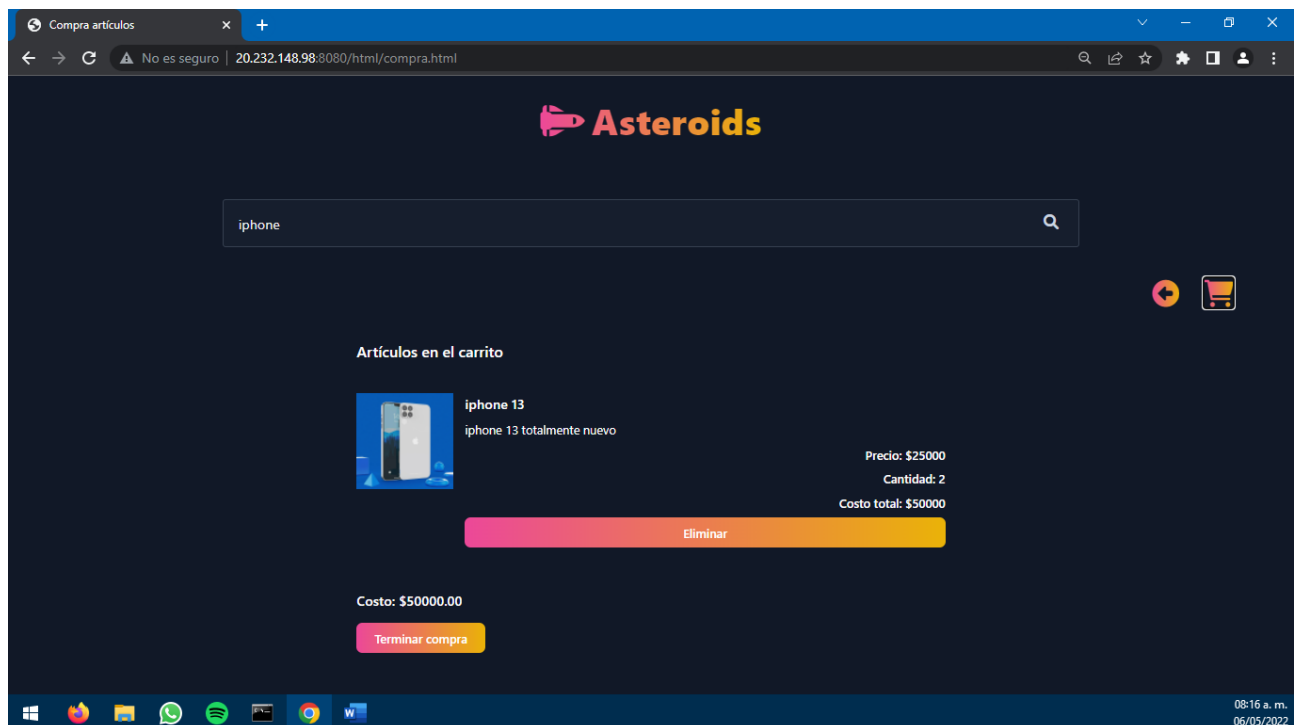 Compra artículos
No es seguro | 20.232.148.98:8080/html/compra.html
Asteroids
iphone
Artículos en el carrito
iphone 13
iphone 13 totalmente nuevo
Precio: $25000
Cantidad: 2
Costo total: $50000
Eliminar
Costo: $50000.00
Terminar compra
08:16 a. m.
06/05/2022